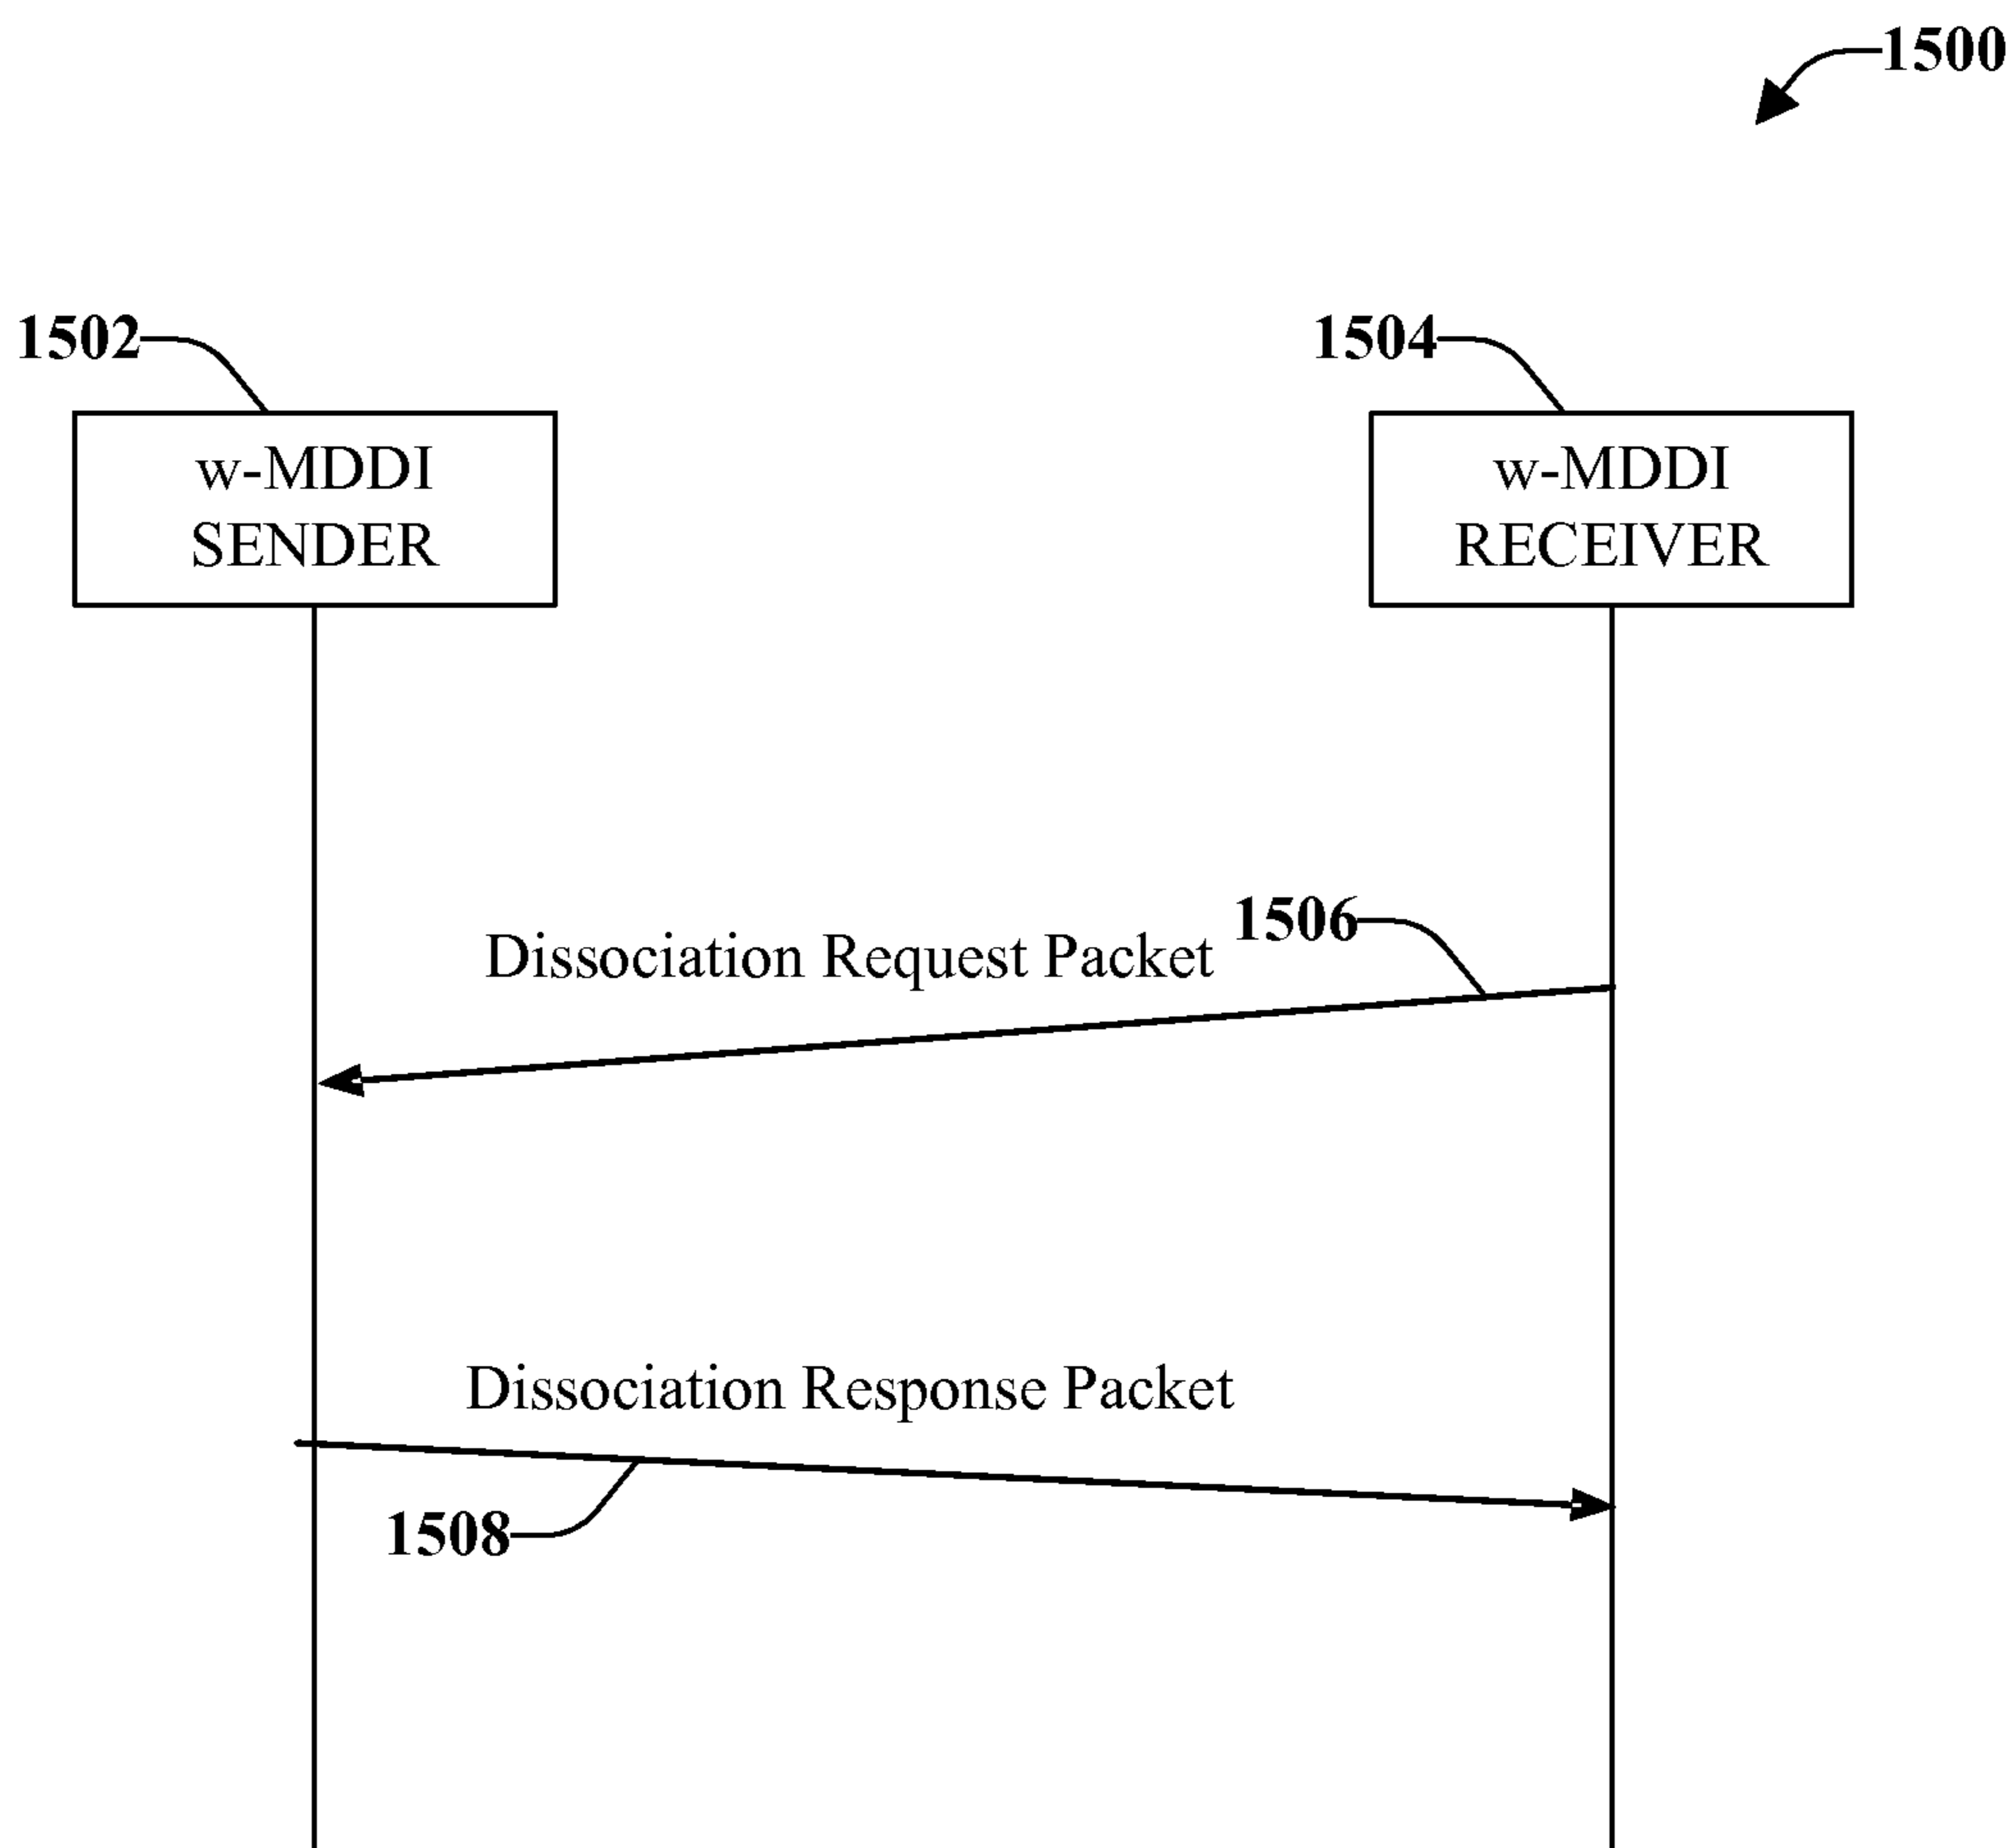 1500
1502
1504
w-MDDI
SENDER
w-MDDI
RECEIVER
1506
Dissociation Request Packet
Dissociation Response Packet
1508